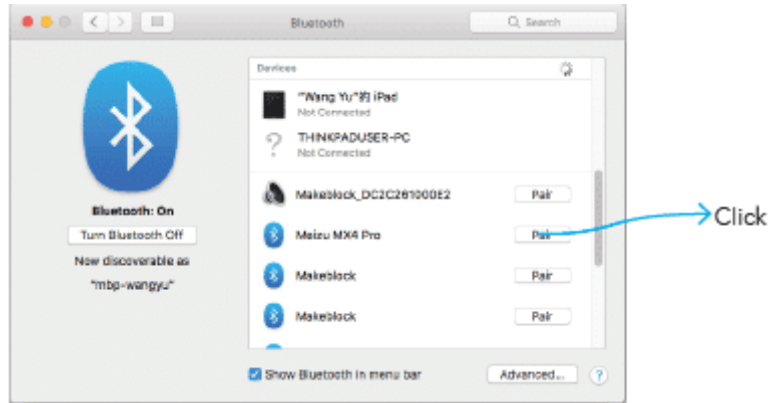 Bluetooth
Search
Devices
"Wang Yu"的 iPad
Not Connected
THINKPADUSER-PC
Not Connected
Makeblock_DC2C261000E2 Pair
Meizu MX4 Pro Pair
Click
Makeblock Pair
Makeblock Pair
Bluetooth: On
Turn Bluetooth Off
Now discoverable as
"mbp-wangyu"
Show Bluetooth in menu bar
Advanced...
?